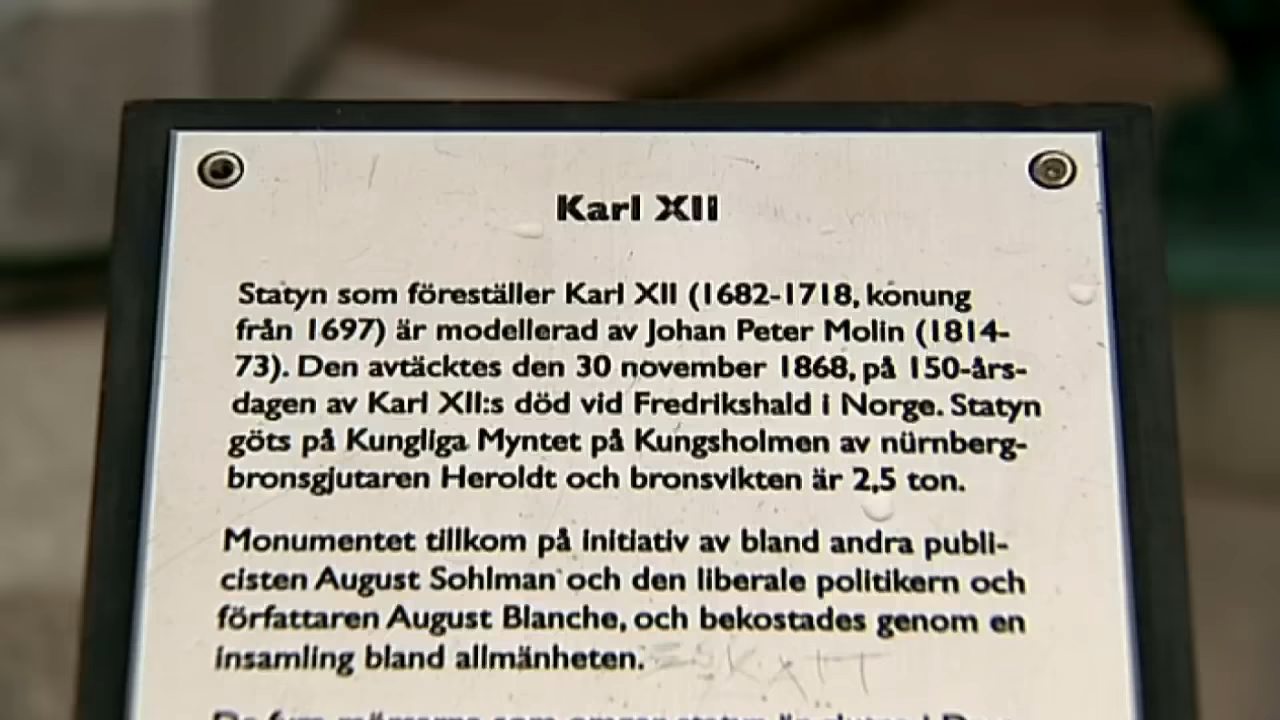 Karl XII
Statyn som föreställer Karl XII (1682-1718, konung
från 1697) är modellerad av Johan Peter Molin (1814-
73). Den avtäcktes den 30 november 1868, på 150-års-
dagen av Karl XII:s död vid Fredrikshald i Norge. Statyn
göts på Kungliga Myntet på Kungsholmen av nürnberg-
bronsgjutaren Heroldt och bronsvikten är 2,5 ton.
Monumentet tillkom på initiativ av bland andra publi-
cisten August Sohlman och den liberale politikern och
författaren August Blanche, och bekostades genom en
insamling bland allmänheten.